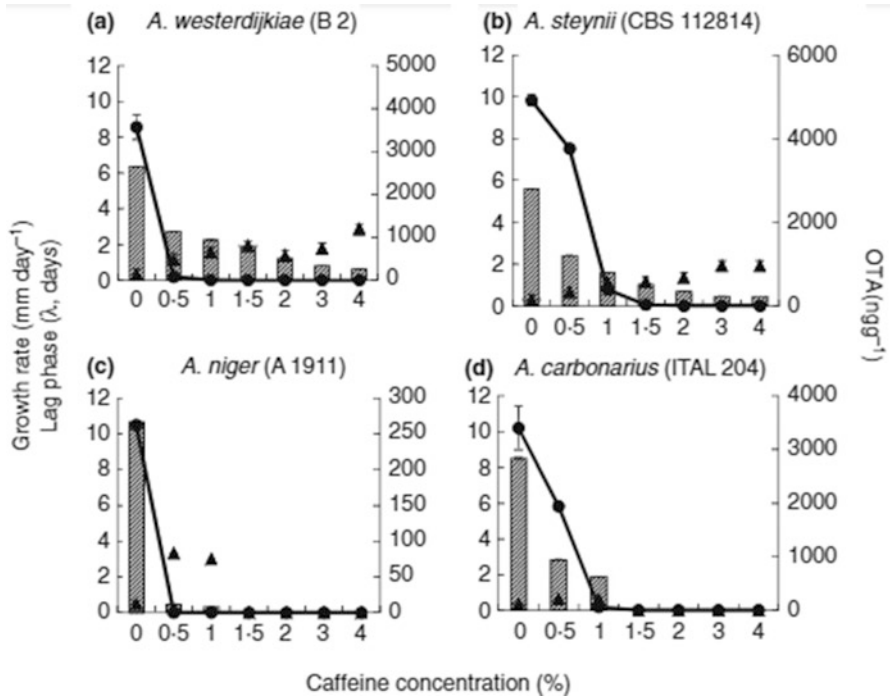 (a) A. westerdijkiae (B 2)
12 5000
10 4000
8 3000
6
4 2000
2 1000
0 0
0 0·5 1 1·5 2 3 4
(b) A. steynii (CBS 112814)
12 6000
10
8 4000
6
4 2000
2
0 0
0 0·5 1 1·5 2 3 4
Growth rate (mm day–1)
Lag phase (λ, days)
OTA(ngg–1)
(c) A. niger (A 1911)
12 300
10 250
8 200
6 150
4 100
2 50
0 0
0 0·5 1 1·5 2 3 4
(d) A. carbonarius (ITAL 204)
12 4000
10
8 3000
6 2000
4
2 1000
0 0
0 0·5 1 1·5 2 3 4
Caffeine concentration (%)